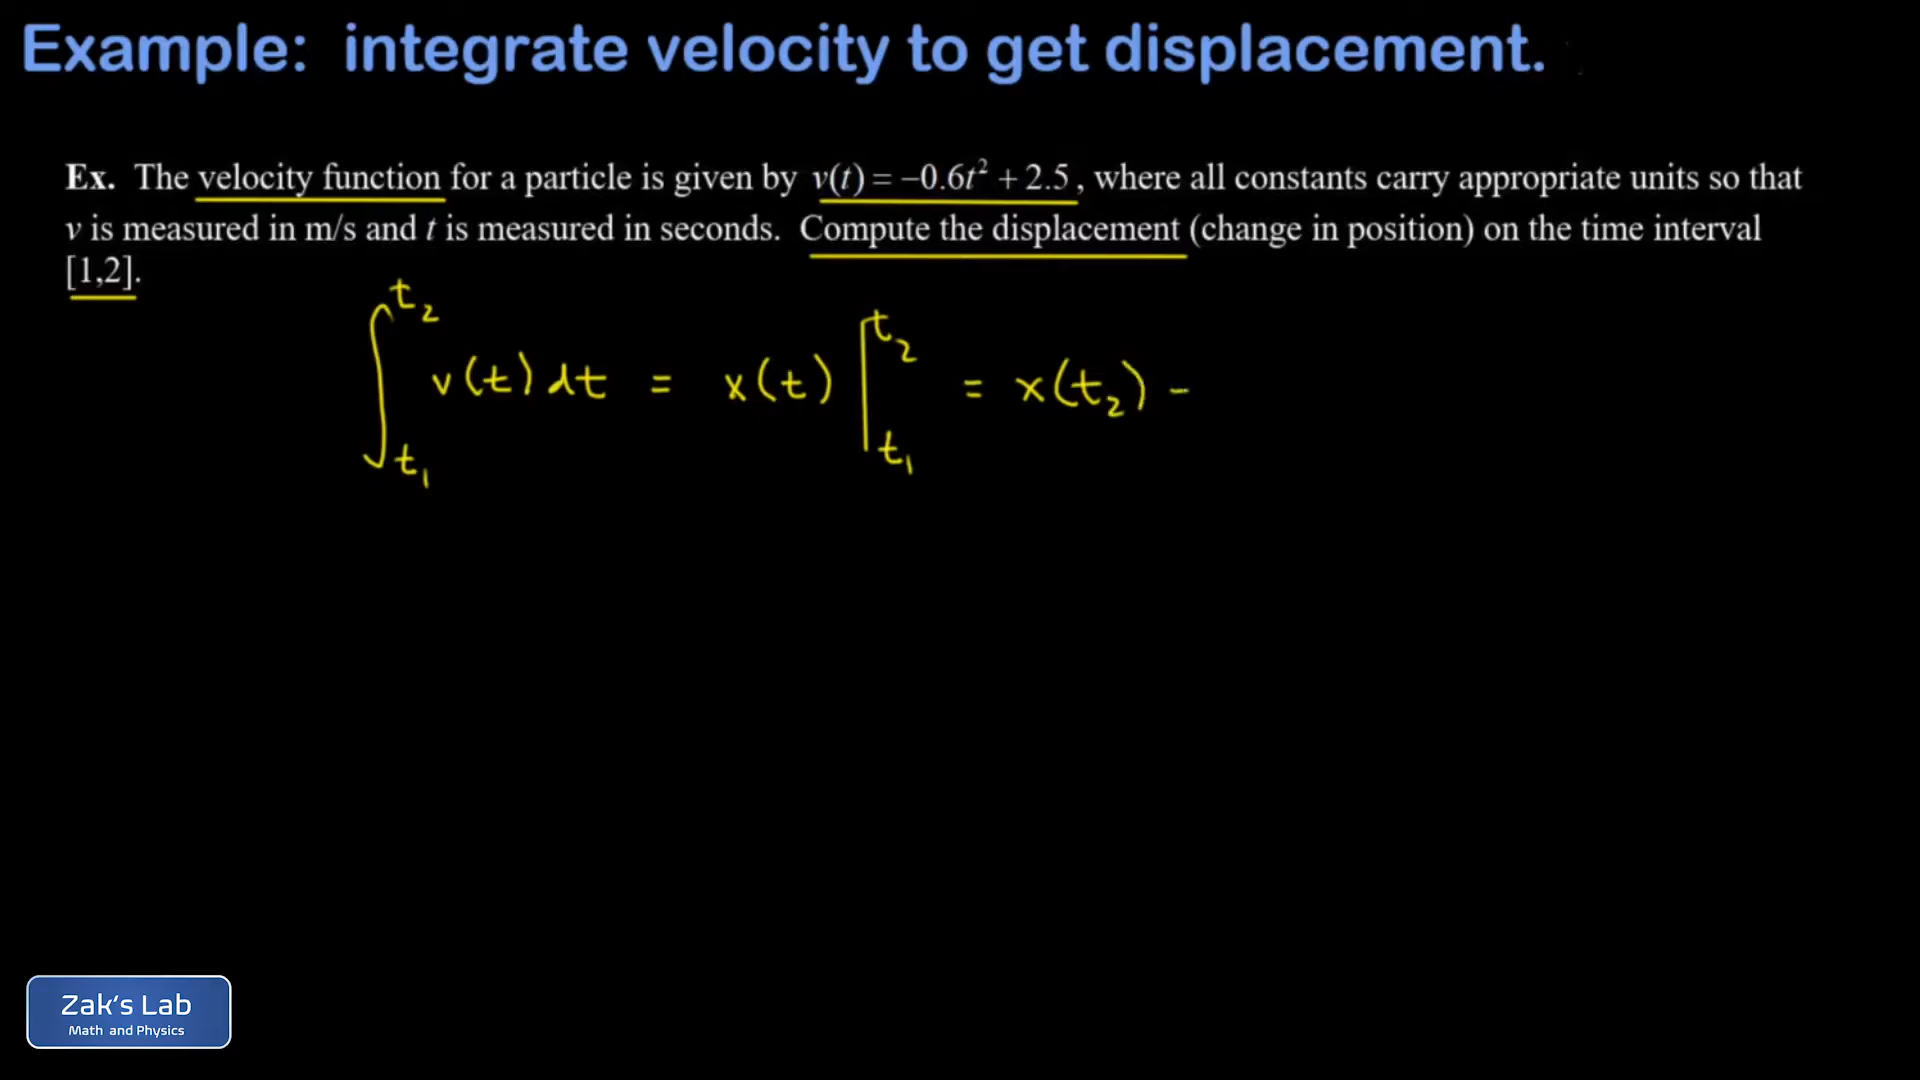 Example: integrate velocity to get displacement.
Ex. The velocity function for a particle is given by v(t) = −0.6t² + 2.5, where all constants carry appropriate units so that
v is measured in m/s and t is measured in seconds. Compute the displacement (change in position) on the time interval
[1,2].
∫_{t₁}^{t₂} v(t) dt = x(t) |_{t₁}^{t₂} = x(t₂) -
Zak's Lab
Math and Physics